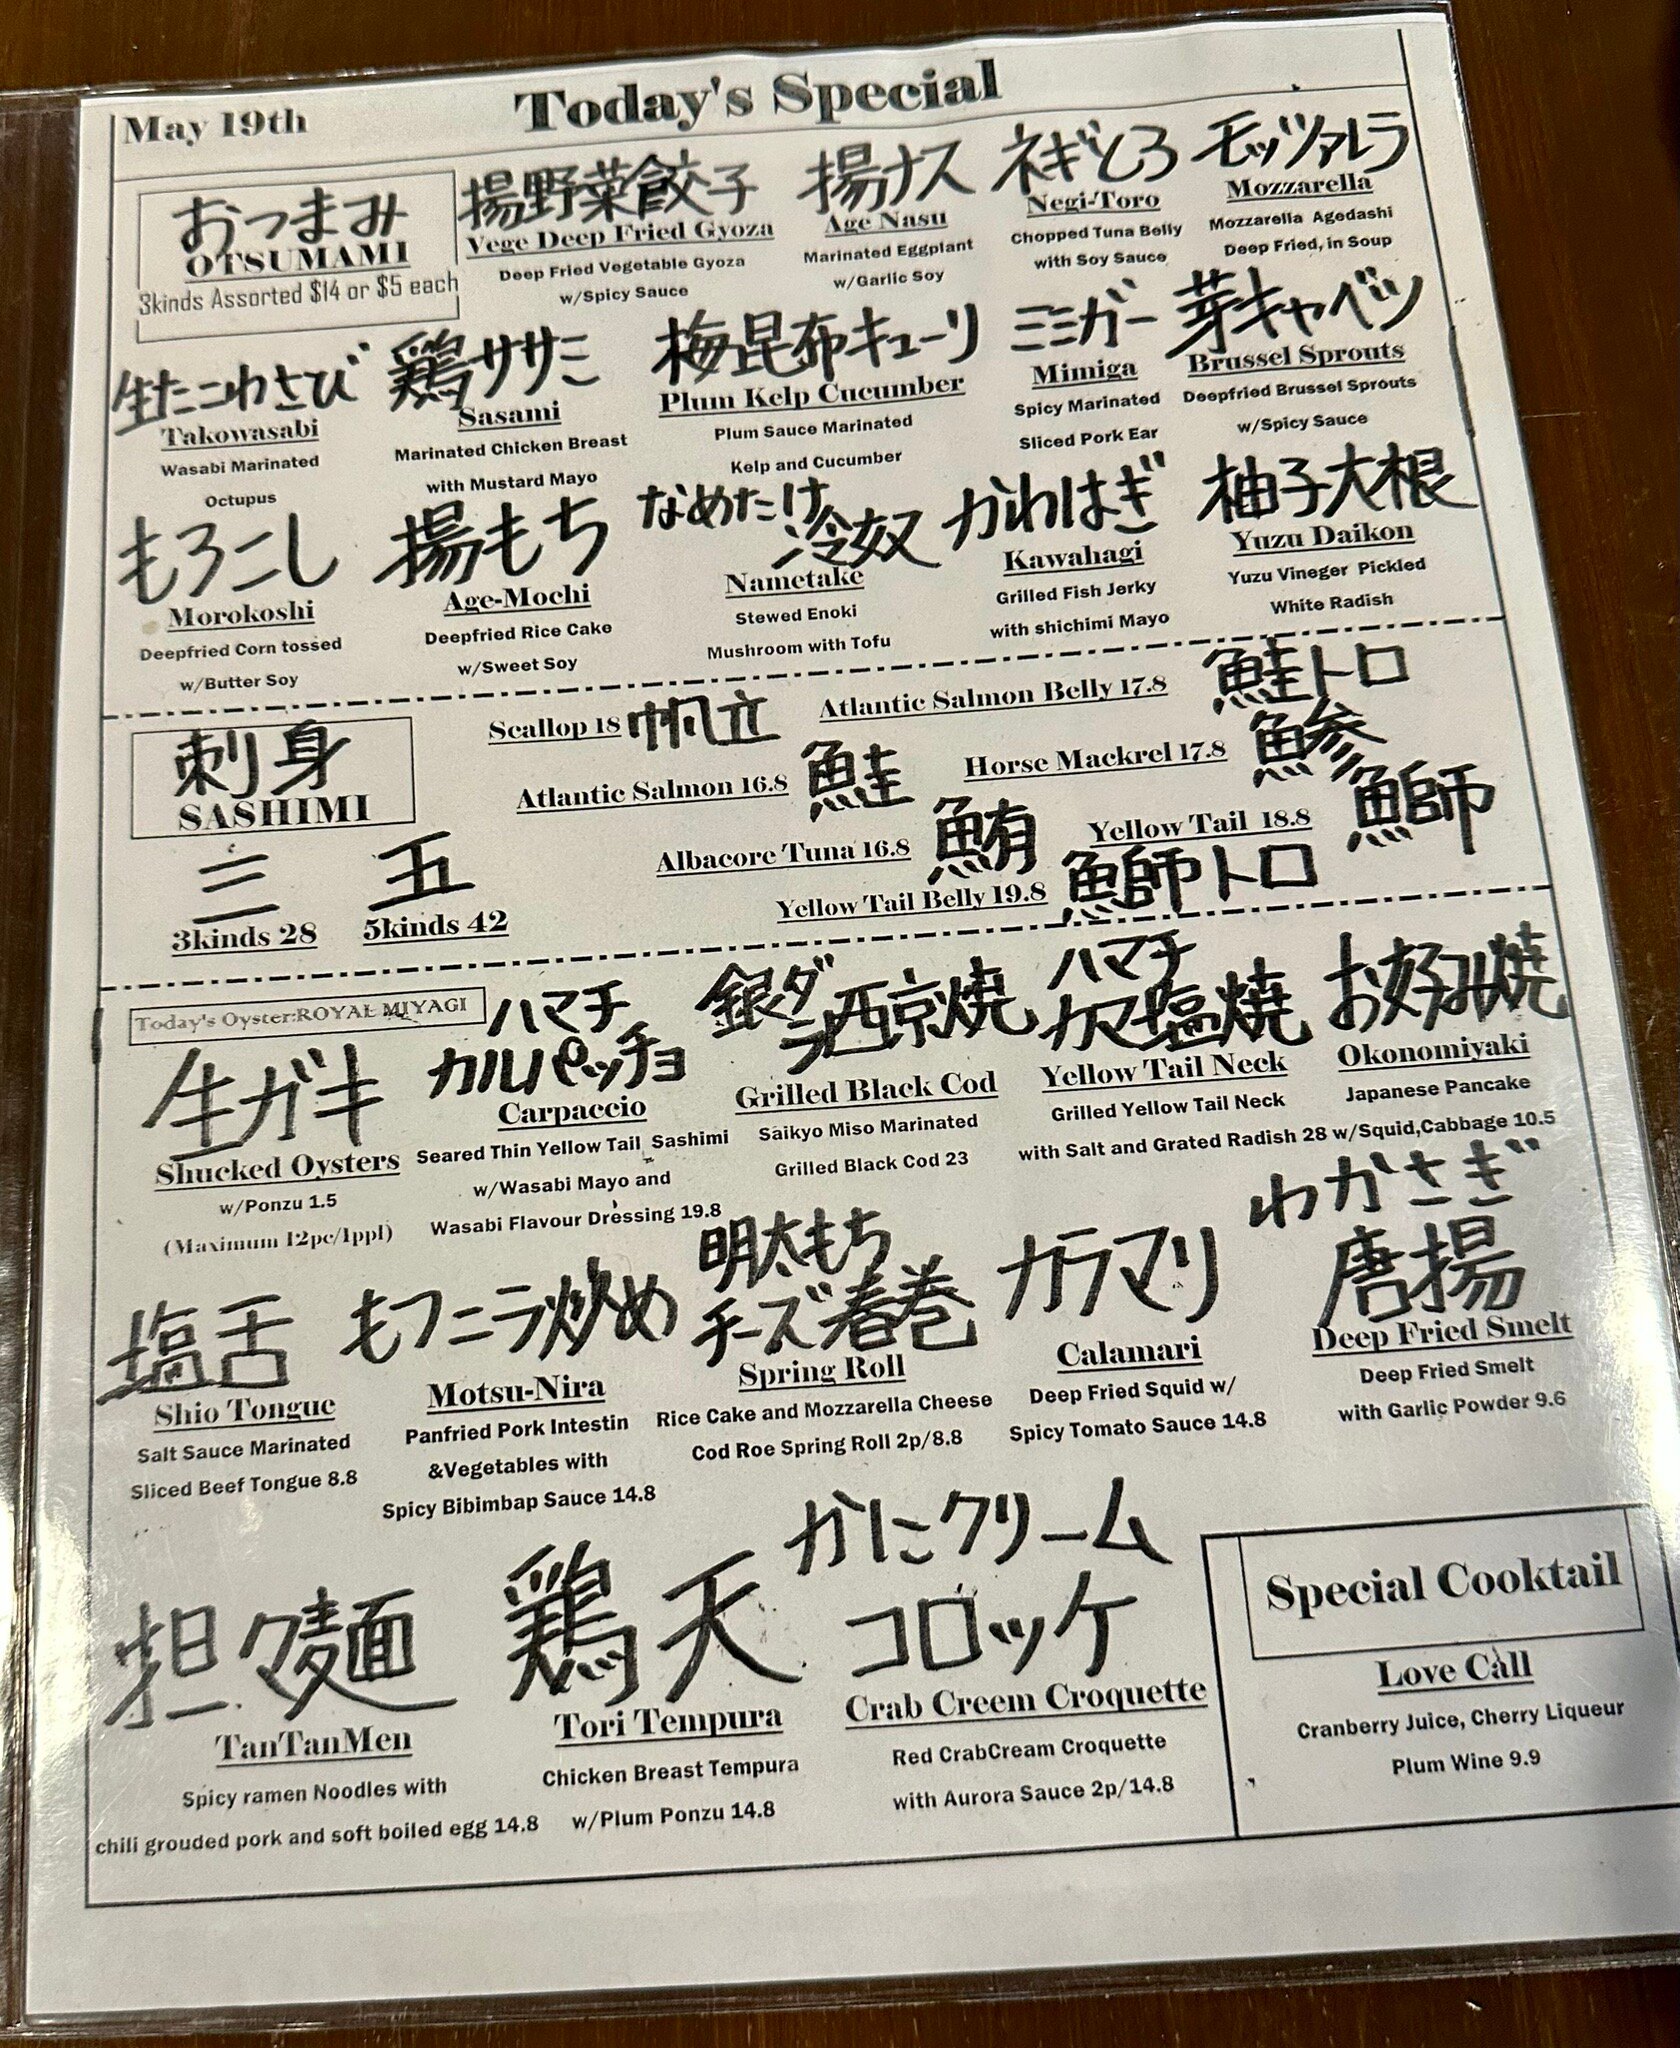 May 19th
Today's Special
おつまみ
OTSUMAMI
3kinds Assorted $14 or $5 each
揚野菜餃子
Vege Deep Fried Gyoza
Deep Fried Vegetable Gyoza
w/Spicy Sauce
揚ナス
Age Nasu
Marinated Eggplant
w/Garlic Soy
ネギとろ
Negi-Toro
Chopped Tuna Belly
with Soy Sauce
モッツァレラ
Mozzarella
Mozzarella Agedashi
Deep Fried, in Soup
生たこわさび
Takowasabi
Wasabi Marinated
Octupus
鶏ササミ
Sasami
Marinated Chicken Breast
with Mustard Mayo
梅昆布キューリ
Plum Kelp Cucumber
Plum Sauce Marinated
Kelp and Cucumber
ミミガー
Mimiga
Spicy Marinated
Sliced Pork Ear
芽キャベツ
Brussel Sprouts
Deepfried Brussel Sprouts
w/Spicy Sauce
もろこし
Morokoshi
Deepfried Corn tossed
w/Butter Soy
揚もち
Age-Mochi
Deepfried Rice Cake
w/Sweet Soy
なめたけ
冷奴
Nametake
Stewed Enoki
Mushroom with Tofu
かわはぎ
Kawahagi
Grilled Fish Jerky
with shichimi Mayo
柚子大根
Yuzu Daikon
Yuzu Vineger Pickled
White Radish
刺身
SASHIMI
三
3kinds 28
五
5kinds 42
Scallop 18 帆立
Atlantic Salmon Belly 17.8 鮭トロ
Atlantic Salmon 16.8 鮭
Horse Mackrel 17.8 鯵
Albacore Tuna 16.8 鮪
Yellow Tail 18.8 鰤
Yellow Tail Belly 19.8 鰤トロ
Today's Oyster:ROYAL MIYAGI
生ガキ
Shucked Oysters
w/Ponzu 1.5
(Maximum 12pc/1ppl)
ハマチ
カルパッチョ
Carpaccio
Seared Thin Yellow Tail Sashimi
w/Wasabi Mayo and
Wasabi Flavour Dressing 19.8
銀ダラ西京焼
Grilled Black Cod
Saikyo Miso Marinated
Grilled Black Cod 23
ハマチ
カマ塩焼
Yellow Tail Neck
Grilled Yellow Tail Neck
with Salt and Grated Radish 28
お好み焼
Okonomiyaki
Japanese Pancake
w/Squid,Cabbage 10.5
塩舌
Shio Tongue
Salt Sauce Marinated
Sliced Beef Tongue 8.8
もつニラ炒め
Motsu-Nira
Panfried Pork Intestin
&Vegetables with
Spicy Bibimbap Sauce 14.8
明太もち
チーズ春巻
Spring Roll
Rice Cake and Mozzarella Cheese
Cod Roe Spring Roll 2p/8.8
カラマリ
Calamari
Deep Fried Squid w/
Spicy Tomato Sauce 14.8
わかさぎ
唐揚
Deep Fried Smelt
Deep Fried Smelt
with Garlic Powder 9.6
担々麺
TanTanMen
Spicy ramen Noodles with
chili grouded pork and soft boiled egg 14.8
鶏天
Tori Tempura
Chicken Breast Tempura
w/Plum Ponzu 14.8
かにクリーム
コロッケ
Crab Creem Croquette
Red CrabCream Croquette
with Aurora Sauce 2p/14.8
Special Cooktail
Love Call
Cranberry Juice, Cherry Liqueur
Plum Wine 9.9